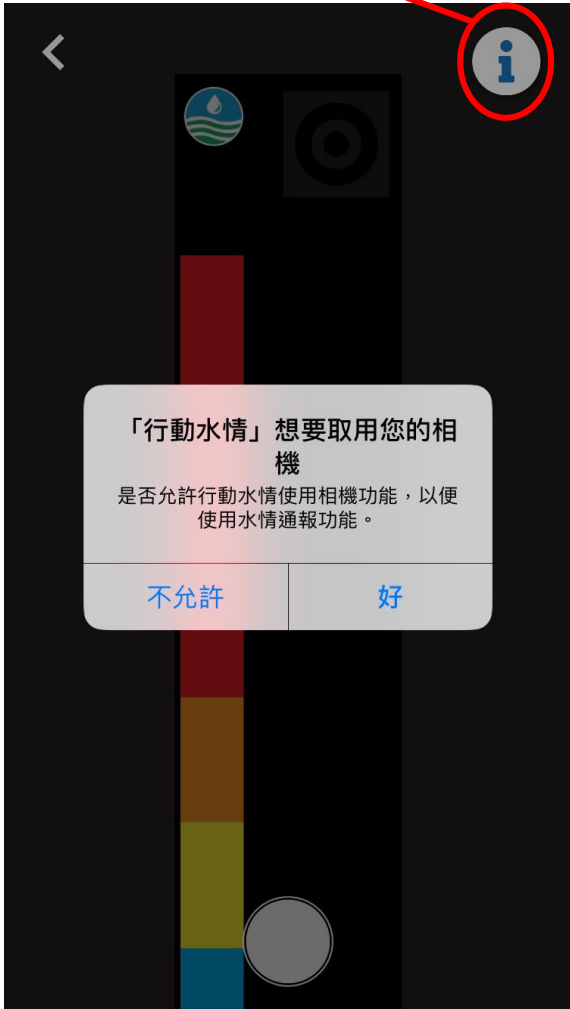 i
「行動水情」想要取用您的相
機
是否允許行動水情使用相機功能，以便
使用水情通報功能。
不允許
好